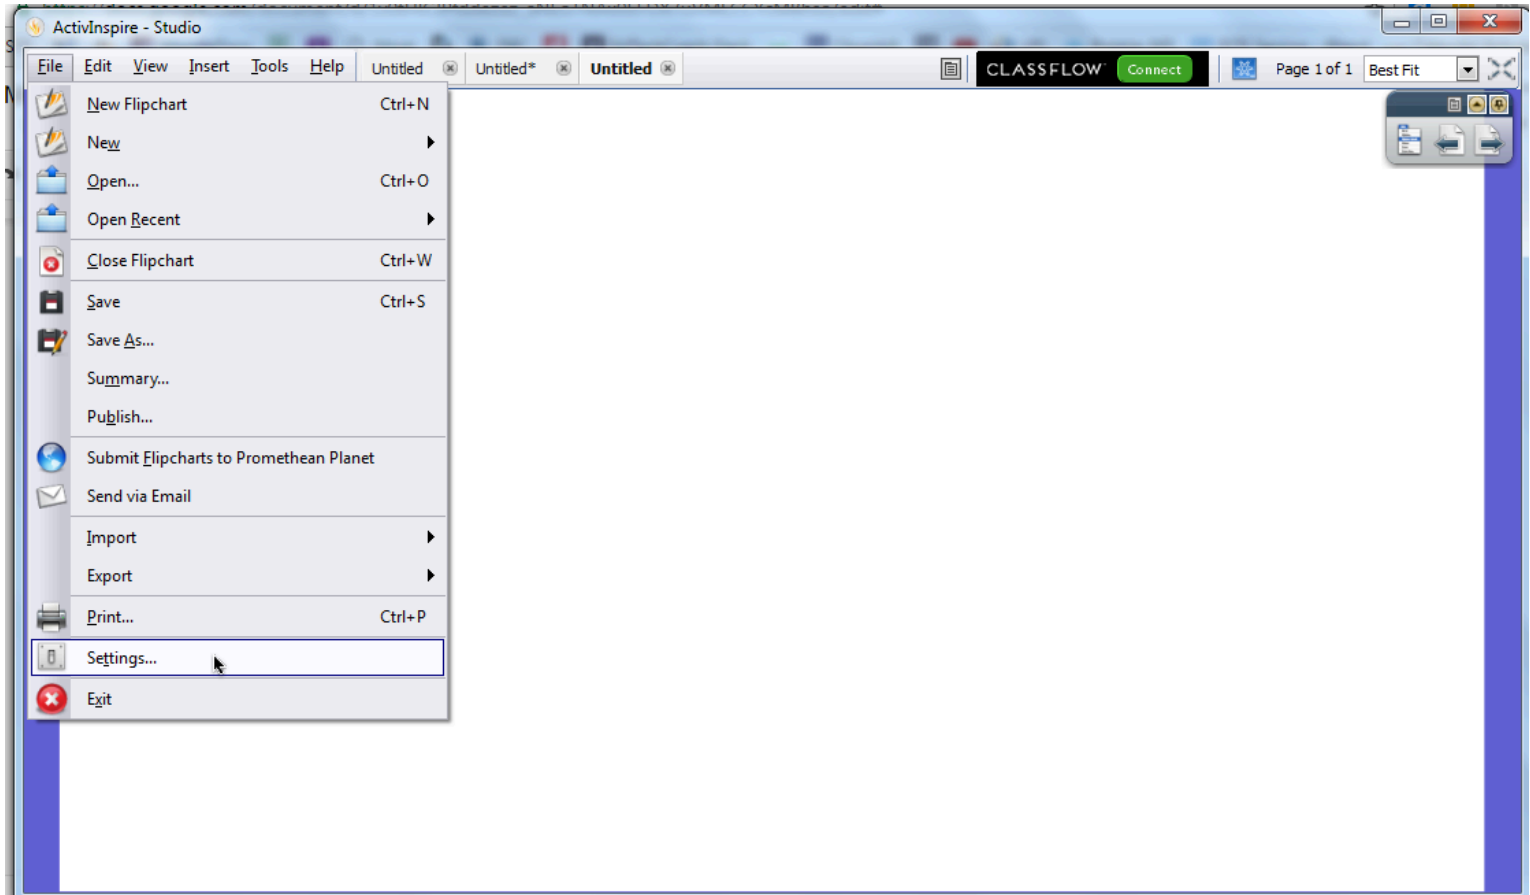 ActivInspire - Studio
File Edit View Insert Tools Help Untitled Untitled* Untitled CLASSFLOW Connect Page 1 of 1 Best Fit
New Flipchart Ctrl+N
New
Open... Ctrl+O
Open Recent
Close Flipchart Ctrl+W
Save Ctrl+S
Save As...
Summary...
Publish...
Submit Flipcharts to Promethean Planet
Send via Email
Import
Export
Print... Ctrl+P
Settings...
Exit